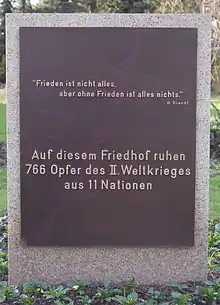 "Frieden ist nicht alles,
aber ohne Frieden ist alles nichts."
W. Brandt
Auf diesem Friedhof ruhen
766 Opfer des II. Weltkrieges
aus 11 Nationen